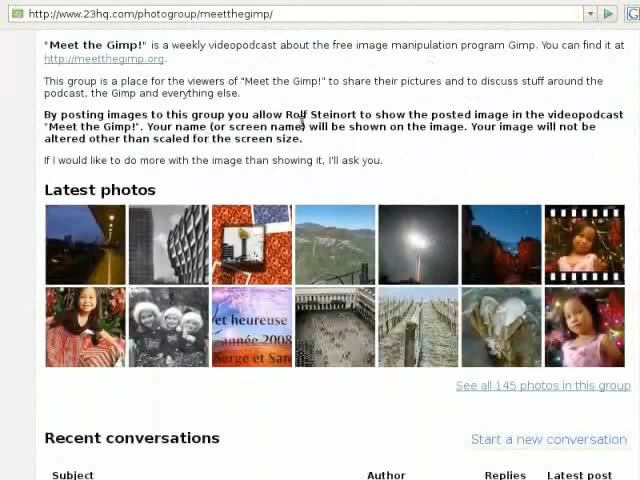 http://www.23hq.com/photogroup/meetthegimp/
"Meet the Gimp!" is a weekly videopodcast about the free image manipulation program Gimp. You can find it at
http://meetthegimp.org.
This group is a place for the viewers of "Meet the Gimp!" to share their pictures and to discuss stuff around the
podcast, the Gimp and everything else.
By posting images to this group you allow Rolf Steinort to show the posted image in the videopodcast
"Meet the Gimp!". Your name (or screen name) will be shown on the image. Your image will not be
altered other than scaled for the screen size.
If I would like to do more with the image than showing it, I'll ask you.
Latest photos
et heureuse
année 2008
Serge et San
See all 145 photos in this group
Recent conversations
Start a new conversation
Subject Author Replies Latest post